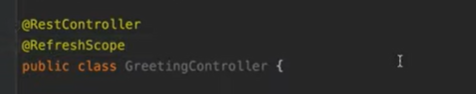 @RestController
@RefreshScope
public class GreetingController {